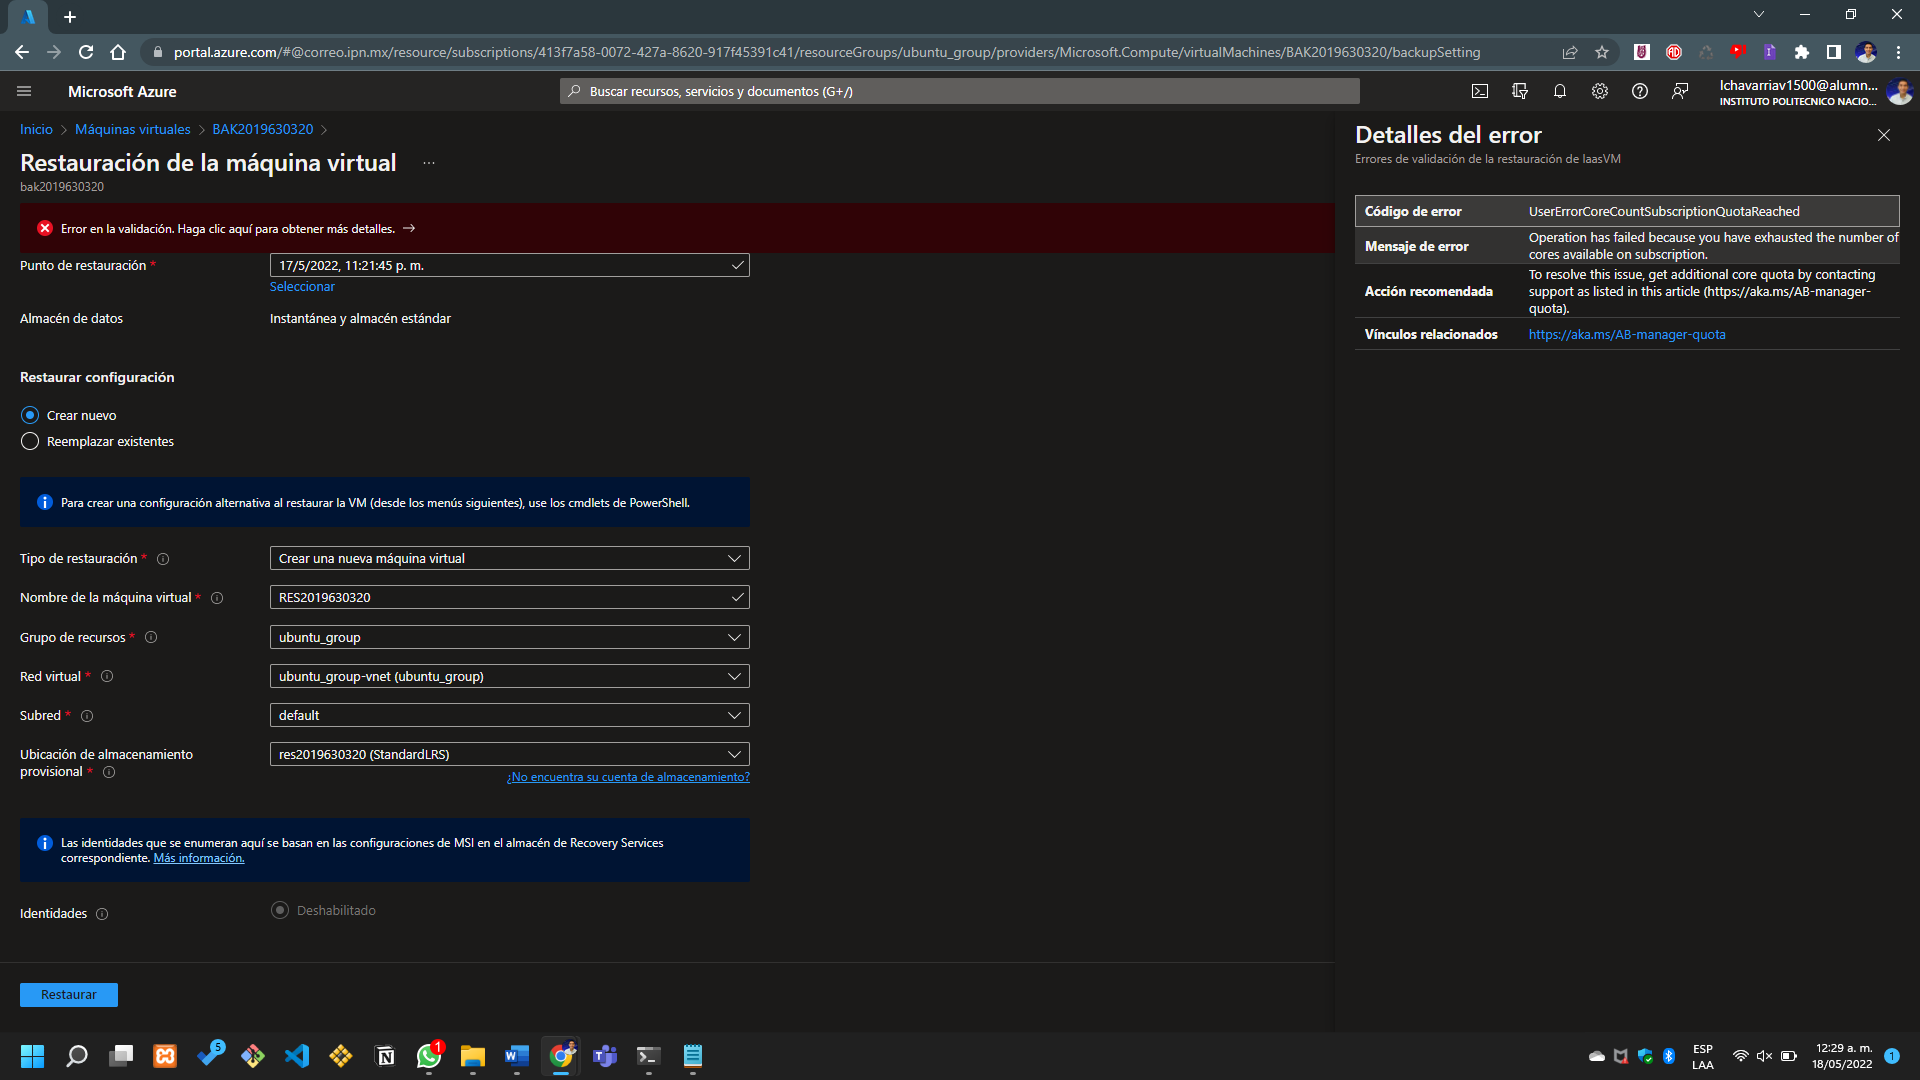 portal.azure.com/#@correo.ipn.mx/resource/subscriptions/413f7a58-0072-427a-8620-917f45391c41/resourceGroups/ubuntu_group/providers/Microsoft.Compute/virtualMachines/BAK2019630320/backupSetting
Microsoft Azure
Buscar recursos, servicios y documentos (G+/)
lchavarriav1500@alumn...
INSTITUTO POLITECNICO NACIO...
Inicio > Máquinas virtuales > BAK2019630320 >
Restauración de la máquina virtual ...
bak2019630320
Error en la validación. Haga clic aquí para obtener más detalles. →
Punto de restauración *
17/5/2022, 11:21:45 p. m.
Seleccionar
Almacén de datos
Instantánea y almacén estándar
Restaurar configuración
Crear nuevo
Reemplazar existentes
Para crear una configuración alternativa al restaurar la VM (desde los menús siguientes), use los cmdlets de PowerShell.
Tipo de restauración *
Crear una nueva máquina virtual
Nombre de la máquina virtual *
RES2019630320
Grupo de recursos *
ubuntu_group
Red virtual *
ubuntu_group-vnet (ubuntu_group)
Subred *
default
Ubicación de almacenamiento
provisional *
res2019630320 (StandardLRS)
¿No encuentra su cuenta de almacenamiento?
Las identidades que se enumeran aquí se basan en las configuraciones de MSI en el almacén de Recovery Services
correspondiente. Más información.
Identidades
Deshabilitado
Restaurar
Detalles del error
Errores de validación de la restauración de IaasVM
Código de error
UserErrorCoreCountSubscriptionQuotaReached
Mensaje de error
Operation has failed because you have exhausted the number of
cores available on subscription.
Acción recomendada
To resolve this issue, get additional core quota by contacting
support as listed in this article (https://aka.ms/AB-manager-
quota).
Vínculos relacionados
https://aka.ms/AB-manager-quota
5
1
ESP
LAA
12:29 a. m.
18/05/2022
1